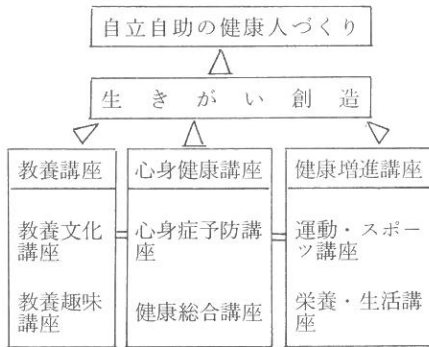 自立自助の健康人づくり
生きがい創造
教養講座
教養文化
講座
教養趣味
講座
心身健康講座
心身症予防講
座
健康総合講座
健康増進講座
運動・スポー
ツ講座
栄養・生活講
座